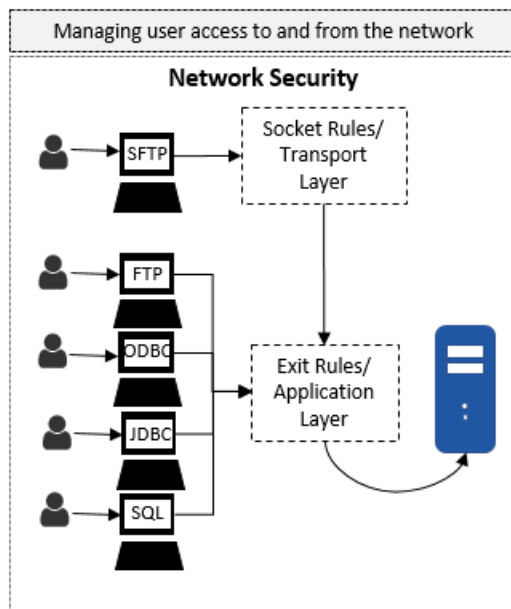 Managing user access to and from the network
Network Security
SFTP
Socket Rules/
Transport
Layer
FTP
ODBC
Exit Rules/
Application
Layer
JDBC
SQL